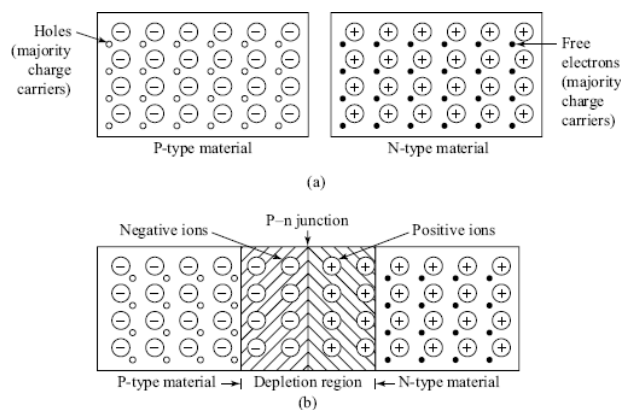 Holes
(majority
charge
carriers)
Free
electrons
(majority
charge
carriers)
P-type material
N-type material
(a)
P–n junction
Negative ions
Positive ions
P-type material
Depletion region
N-type material
(b)